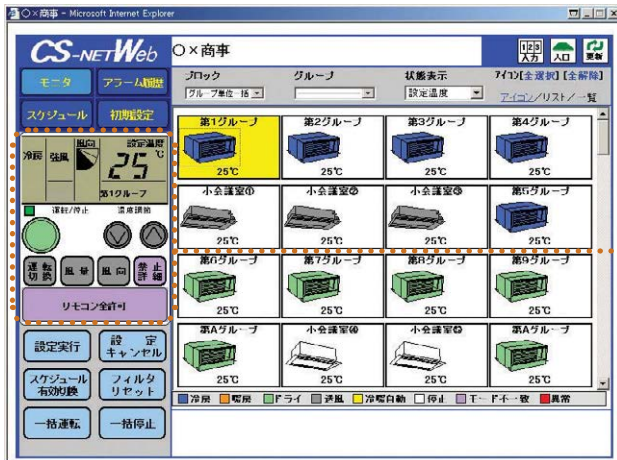 ○×商事 - Microsoft Internet Explorer
CS-NETWeb
○×商事
123
入力
入口
更新
モニタ
アラーム履歴
ブロック
グループ
状態表示
アイコン[全選択] [全解除]
グループ単位一括
設定温度
アイコン/リスト/一覧
スケジュール
初期設定
冷房
強風
風向
設定温度
25℃
第1グループ
運転/停止
温度調節
運転切換
風量
風向
禁止詳細
リモコン全許可
設定実行
設定キャンセル
スケジュール有効切換
フィルタリセット
一括運転
一括停止
第1グループ 第2グループ 第3グループ 第4グループ
25℃ 25℃ 25℃ 25℃
小会議室① 小会議室② 小会議室③ 第5グループ
25℃ 25℃ 25℃ 25℃
第6グループ 第7グループ 第8グループ 第9グループ
25℃ 25℃ 25℃ 25℃
第Aグループ 小会議室 小会議室 第Aグループ
25℃ 25℃ 25℃ 25℃
冷房 暖房 ドライ 送風 冷暖自動 停止 モード不一致 異常